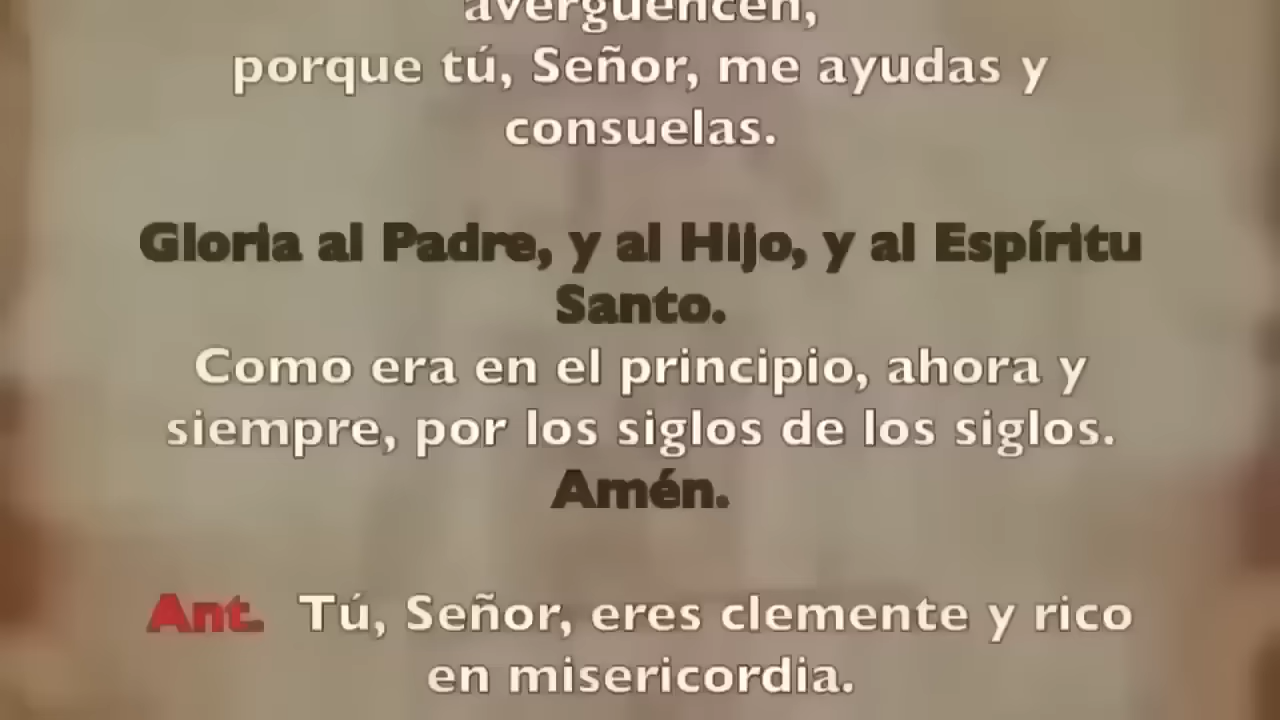 avergüencen,
porque tú, Señor, me ayudas y
consuelas.
Gloria al Padre, y al Hijo, y al Espíritu
Santo.
Como era en el principio, ahora y
siempre, por los siglos de los siglos.
Amén.
Ant. Tú, Señor, eres clemente y rico
en misericordia.